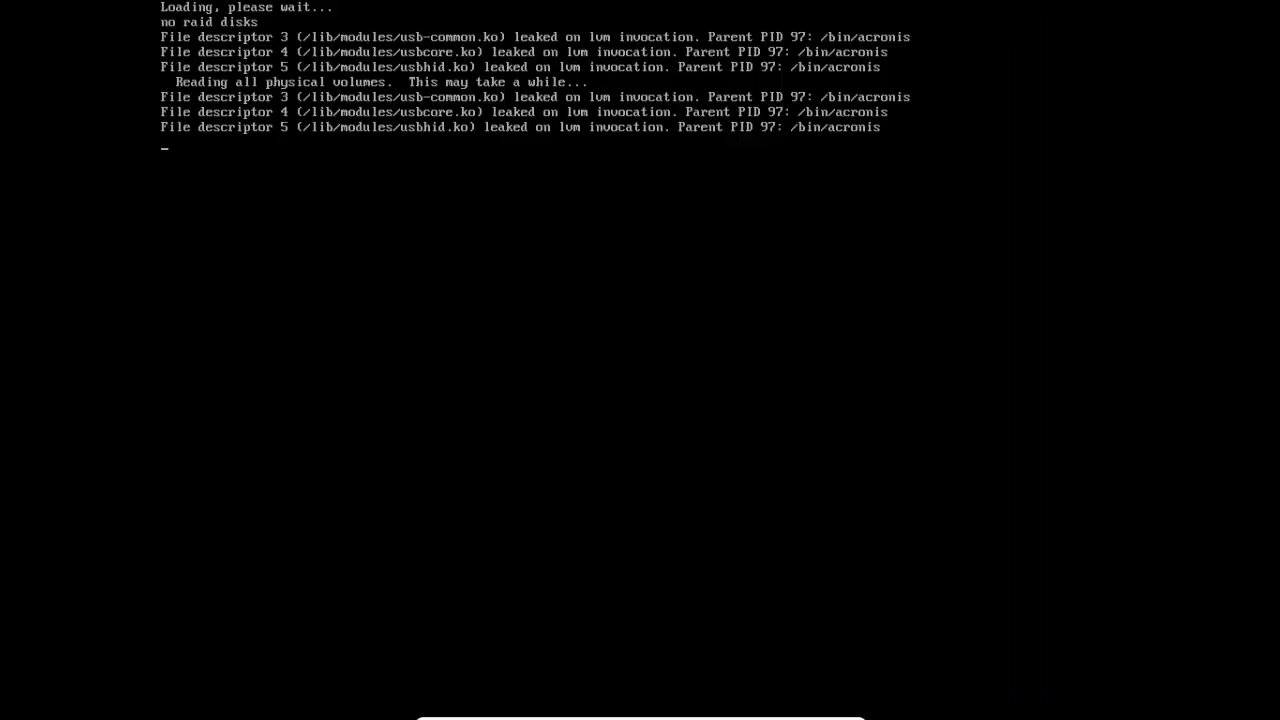 Loading, please wait...
no raid disks
File descriptor 3 (/lib/modules/usb-common.ko) leaked on lvm invocation. Parent PID 97: /bin/acronis
File descriptor 4 (/lib/modules/usbcore.ko) leaked on lvm invocation. Parent PID 97: /bin/acronis
File descriptor 5 (/lib/modules/usbhid.ko) leaked on lvm invocation. Parent PID 97: /bin/acronis
  Reading all physical volumes.  This may take a while...
File descriptor 3 (/lib/modules/usb-common.ko) leaked on lvm invocation. Parent PID 97: /bin/acronis
File descriptor 4 (/lib/modules/usbcore.ko) leaked on lvm invocation. Parent PID 97: /bin/acronis
File descriptor 5 (/lib/modules/usbhid.ko) leaked on lvm invocation. Parent PID 97: /bin/acronis
_